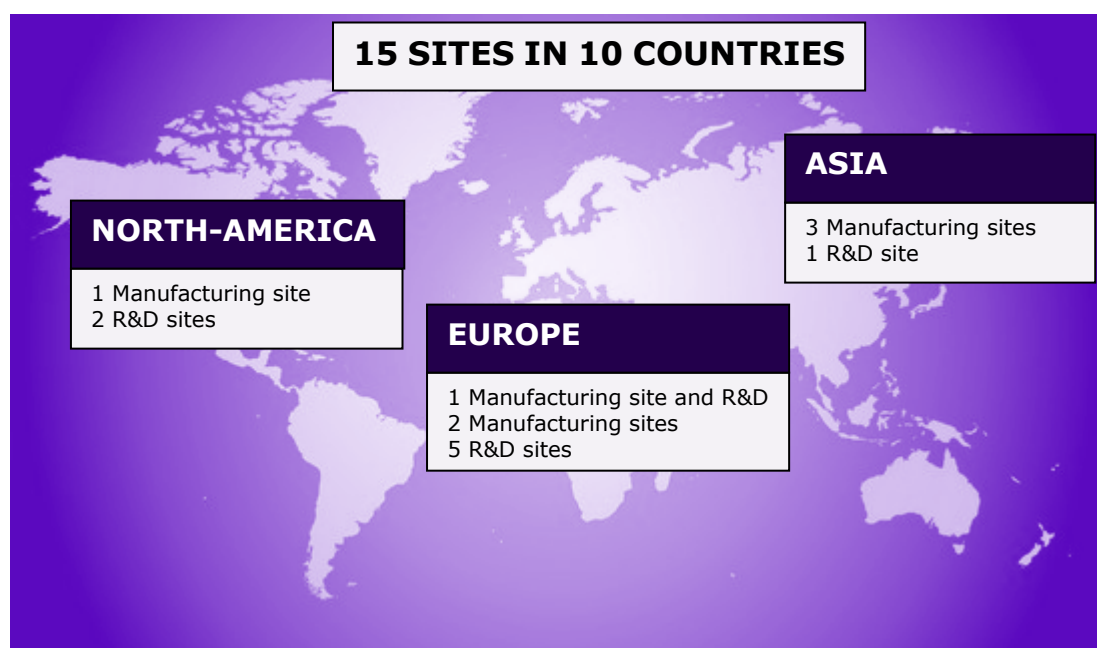 15 SITES IN 10 COUNTRIES
ASIA
3 Manufacturing sites
1 R&D site
NORTH-AMERICA
1 Manufacturing site
2 R&D sites
EUROPE
1 Manufacturing site and R&D
2 Manufacturing sites
5 R&D sites